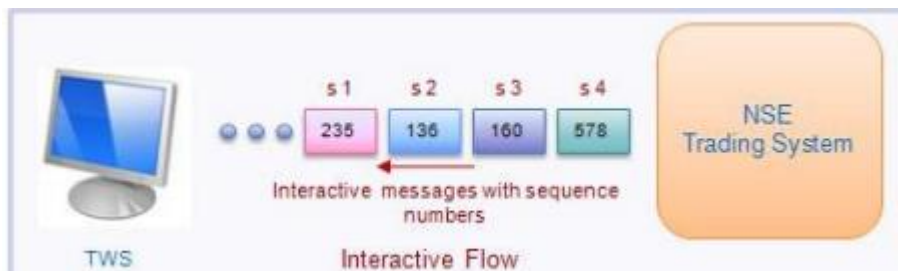 s 1 s 2 s 3 s 4
235 136 160 578
NSE
Trading System
Interactive messages with sequence
numbers
TWS
Interactive Flow